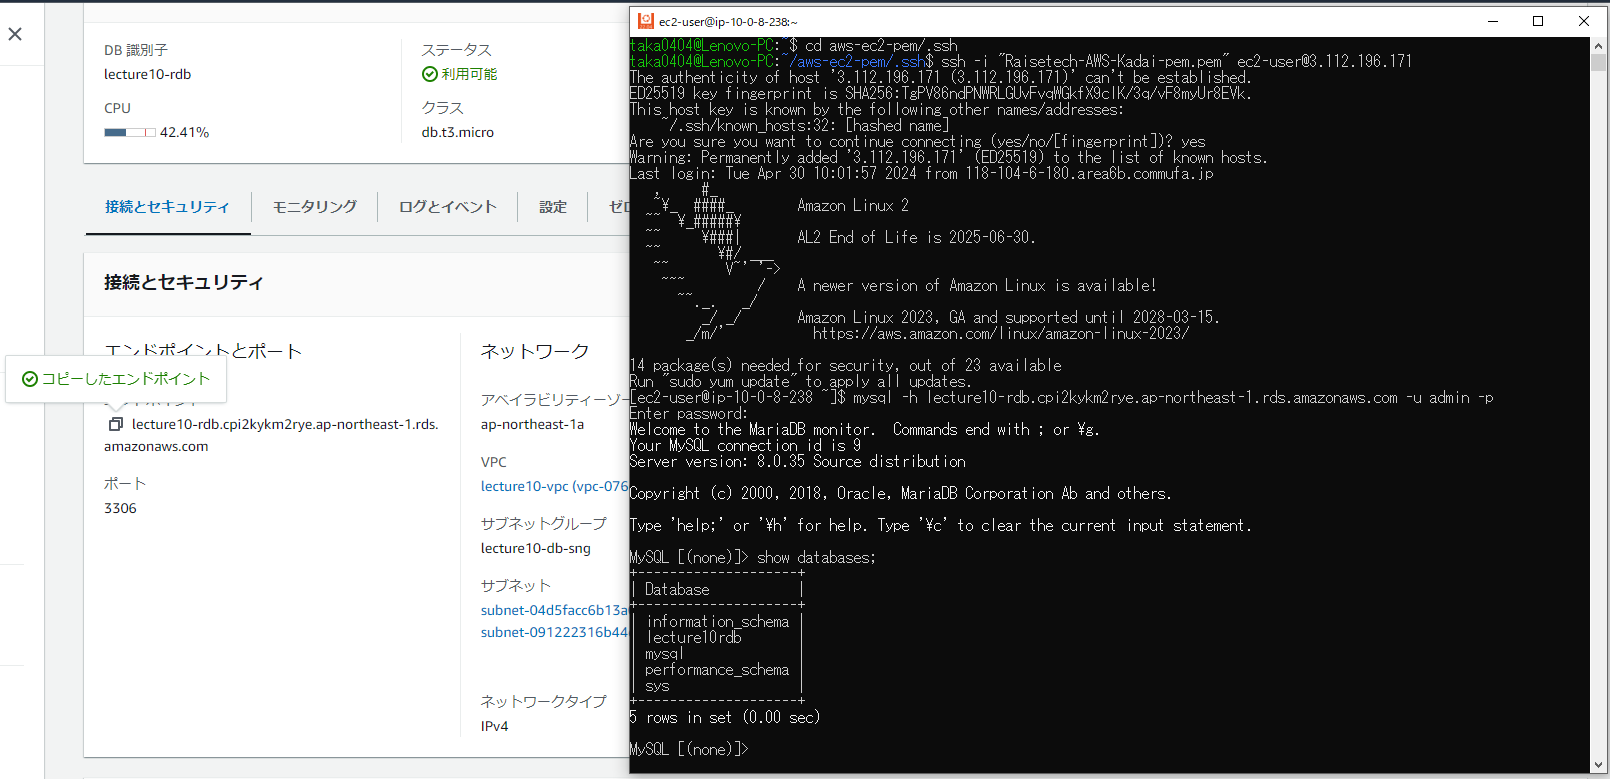 DB 識別子
lecture10-rdb
CPU
42.41%
ステータス
利用可能
クラス
db.t3.micro
接続とセキュリティ
モニタリング
ログとイベント
設定
ゼロ
接続とセキュリティ
エンドポイントとポート
コピーしたエンドポイント
lecture10-rdb.cpi2kykm2rye.ap-northeast-1.rds.
amazonaws.com
ポート
3306
ネットワーク
アベイラビリティーゾー
ap-northeast-1a
VPC
lecture10-vpc (vpc-076
サブネットグループ
lecture10-db-sng
サブネット
subnet-04d5facc6b13a
subnet-091222316b44
ネットワークタイプ
IPv4
ec2-user@ip-10-0-8-238:~
taka0404@Lenovo-PC:~$ cd aws-ec2-pem/.ssh
taka0404@Lenovo-PC:~/aws-ec2-pem/.ssh$ ssh -i "Raisetech-AWS-Kadai-pem.pem" ec2-user@3.112.196.171
The authenticity of host '3.112.196.171 (3.112.196.171)' can't be established.
ED25519 key fingerprint is SHA256:TgPV86ndPNWRLGUvFvqWGkfX9clK/3q/vF8myUr8EVk.
This host key is known by the following other names/addresses:
~/.ssh/known_hosts:32: [hashed name]
Are you sure you want to continue connecting (yes/no/[fingerprint])? yes
Warning: Permanently added '3.112.196.171' (ED25519) to the list of known hosts.
Last login: Tue Apr 30 10:01:57 2024 from 118-104-6-180.area6b.commufa.jp
   ,     #_
   ~¥_  ####_        Amazon Linux 2
  ~~  ¥_#####¥
  ~~     ¥###|       AL2 End of Life is 2025-06-30.
  ~~       ¥#/ ___
   ~~       V~' '->
    ~~~         /    A newer version of Amazon Linux is available!
      ~~._.   _/
         _/ _/       Amazon Linux 2023, GA and supported until 2028-03-15.
       _/m/'           https://aws.amazon.com/linux/amazon-linux-2023/
14 package(s) needed for security, out of 23 available
Run "sudo yum update" to apply all updates.
[ec2-user@ip-10-0-8-238 ~]$ mysql -h lecture10-rdb.cpi2kykm2rye.ap-northeast-1.rds.amazonaws.com -u admin -p
Enter password:
Welcome to the MariaDB monitor.  Commands end with ; or ¥g.
Your MySQL connection id is 9
Server version: 8.0.35 Source distribution
Copyright (c) 2000, 2018, Oracle, MariaDB Corporation Ab and others.
Type 'help;' or '¥h' for help. Type '¥c' to clear the current input statement.
MySQL [(none)]> show databases;
+--------------------+
| Database           |
+--------------------+
| information_schema |
| lecture10rdb       |
| mysql              |
| performance_schema |
| sys                |
+--------------------+
5 rows in set (0.00 sec)
MySQL [(none)]>